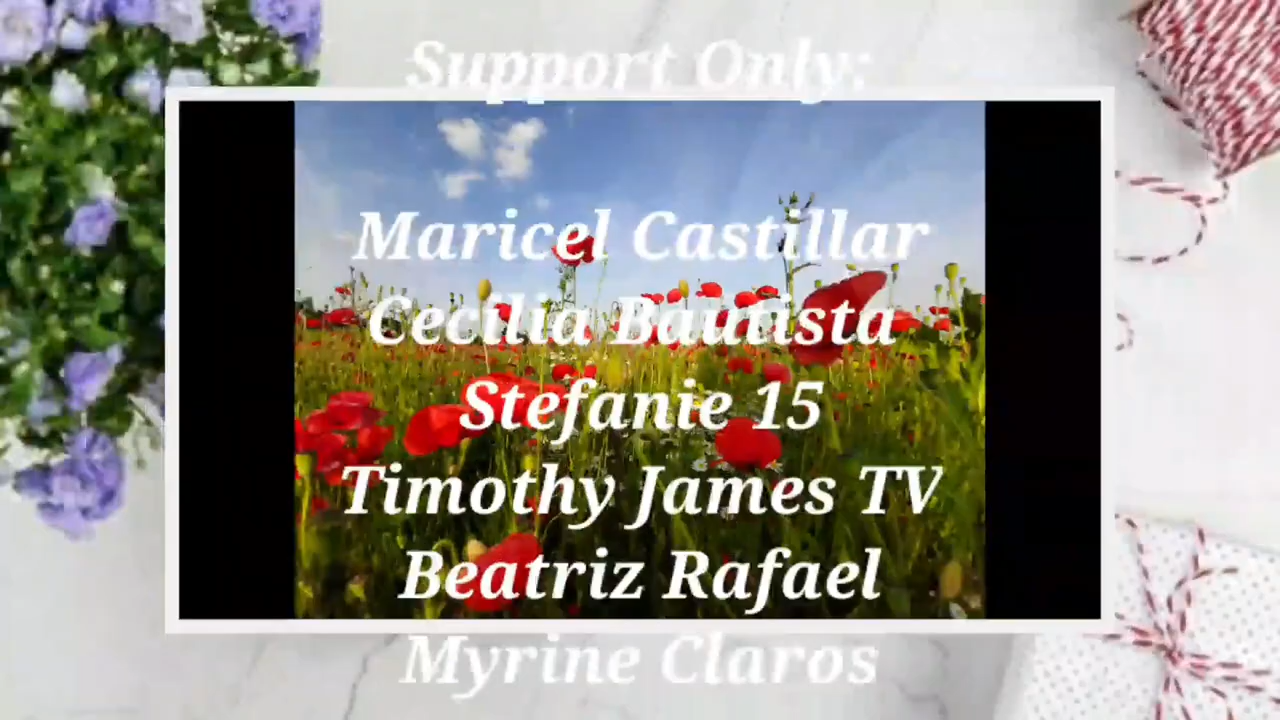 Support Only:
Maricel Castillar
Cecilia Bautista
Stefanie 15
Timothy James TV
Beatriz Rafael
Myrine Claros